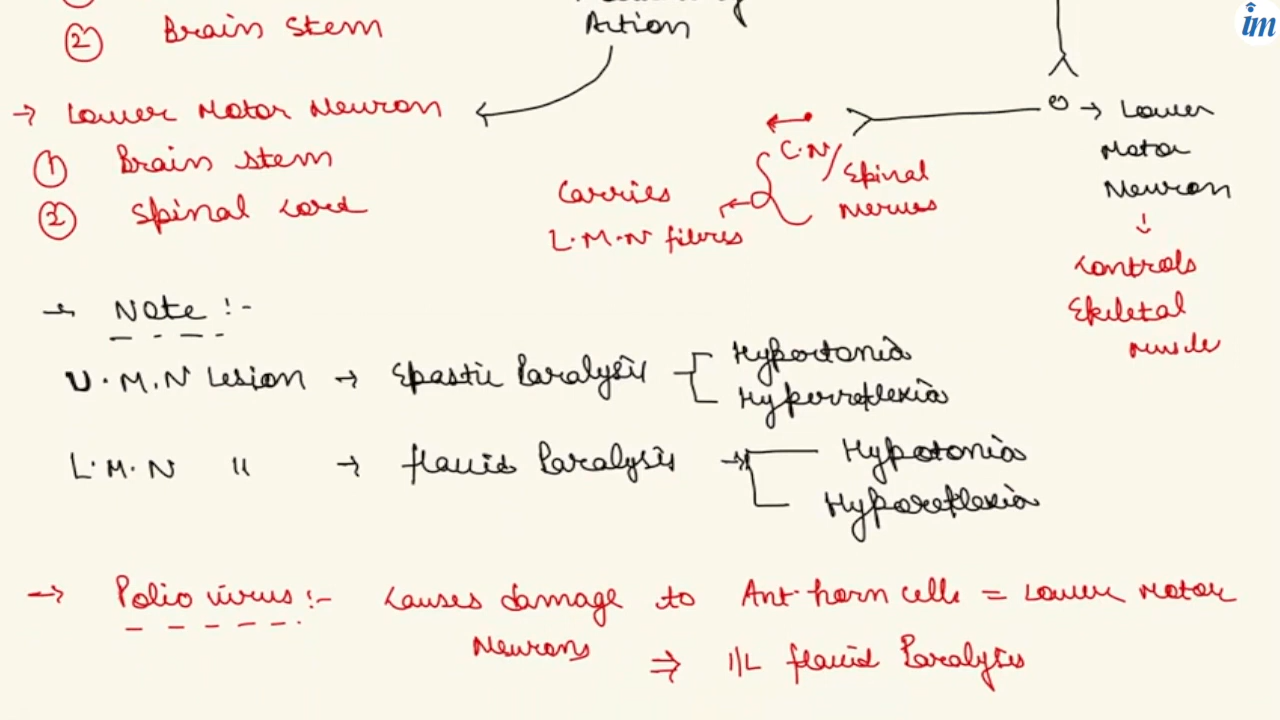 ② Brain stem
Action
îm
→ Lower Motor Neuron
① Brain stem
② Spinal cord
→ Lower
Motor
Neuron
↓
Controls
Skeletal
muscle
C.N/
Spinal
Nerves
Carries
L.M.N fibres
→ Note :-
U.M.N Lesion → Spastic Paralysis
Hypertonia
Hyperreflexia
L.M.N " → flaccid Paralysis →
Hypotonia
Hyporeflexia
→ Polio virus :- Causes damage to Ant. horn cells = Lower Motor
Neurons ⇒ I/L flaccid Paralysis